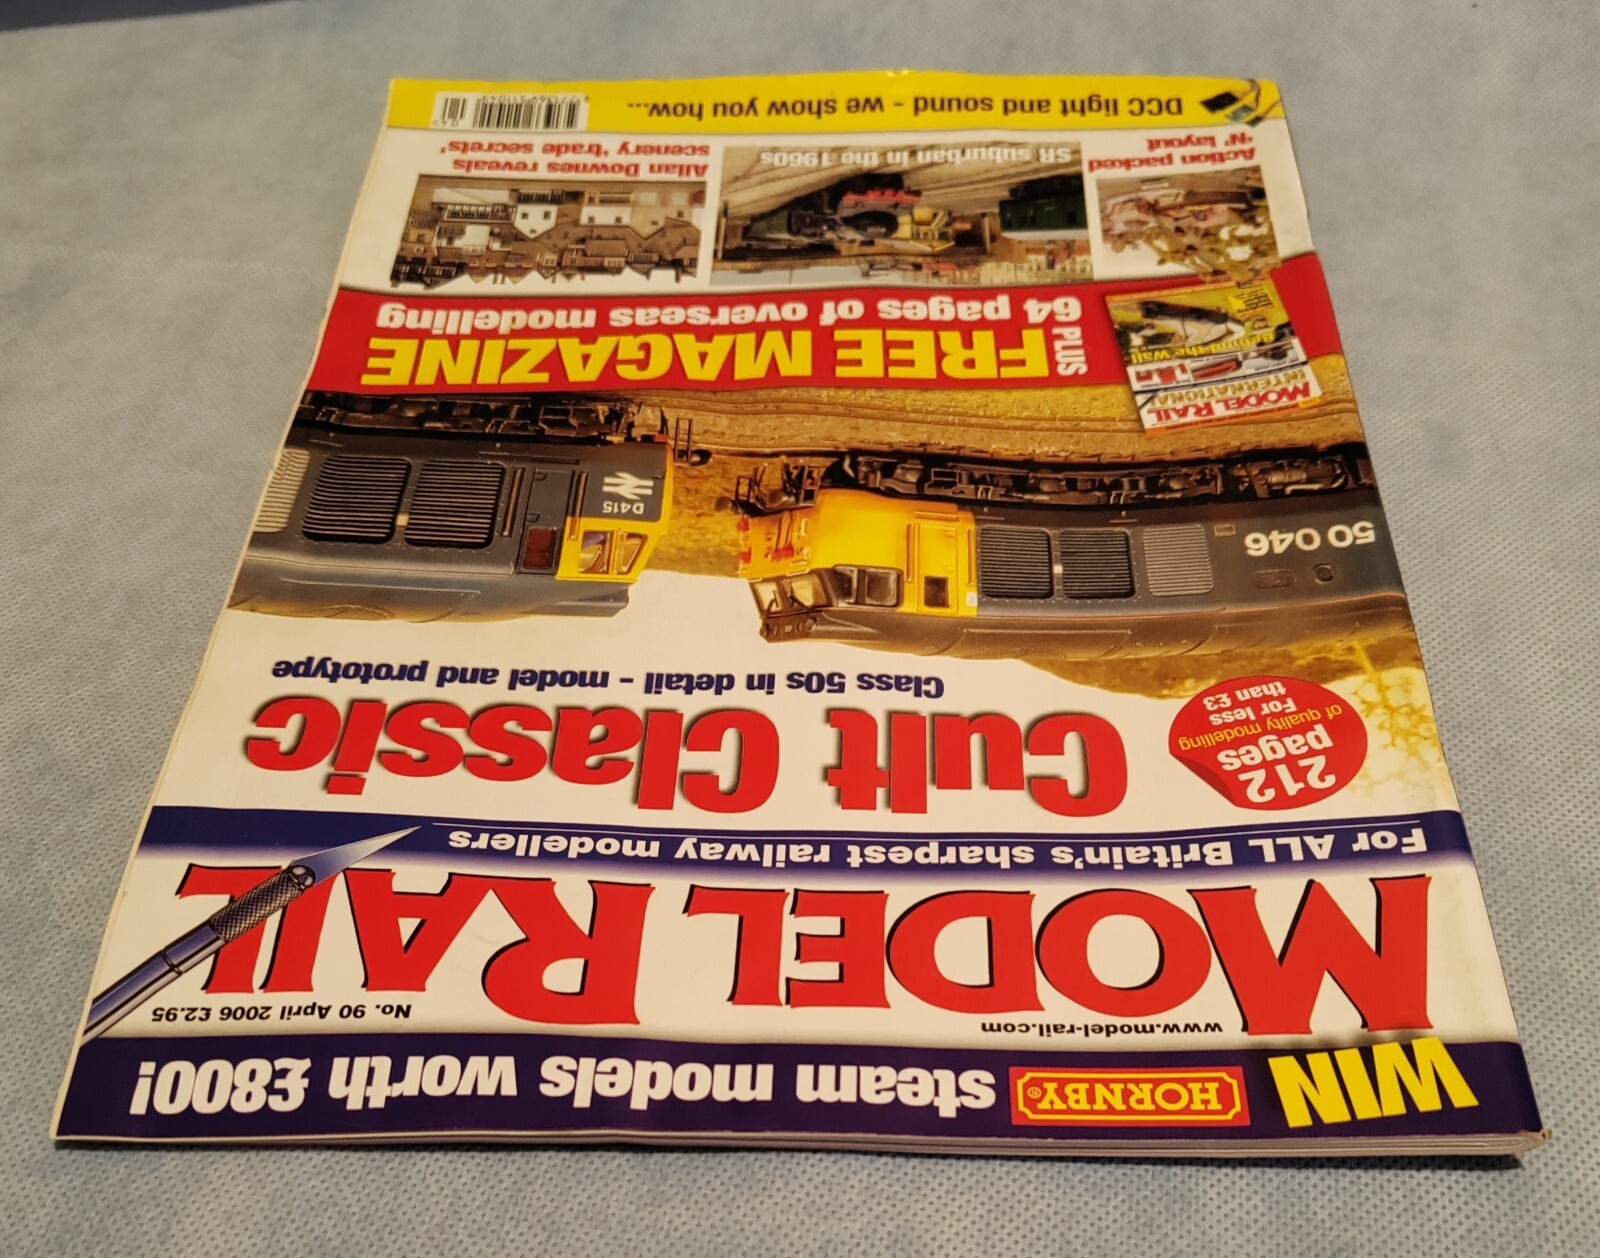 WIN HORNBY® steam models worth £800!
www.model-rail.com
No. 90 April 2006 £2.95
MODEL RAIL
For ALL Britain's sharpest railway modellers
Cult Classic
Class 50s in detail - model and prototype
212
pages
of quality modelling
For less
than £3
50 046
D415
MODEL RAIL
INTERNATIONAL
Behind the Wall
PLUS
FREE MAGAZINE
64 pages of overseas modelling
Action packed
'N' layout
SR suburban in the 1960s
Allan Downes reveals
scenery 'trade secrets'
DCC light and sound - we show you how...